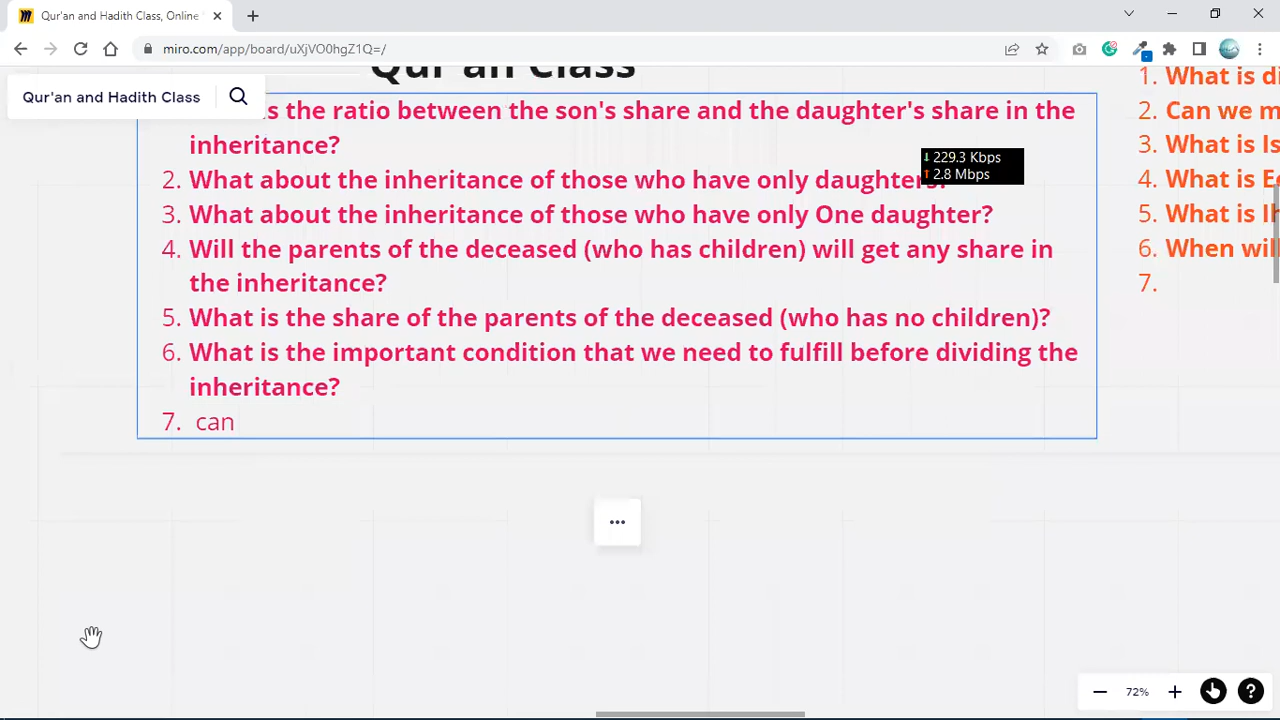 Qur'an and Hadith Class, Online
miro.com/app/board/uXjVO0hgZ1Q=/
Qur'an and Hadith Class
Qur'an Class
the ratio between the son's share and the daughter's share in the
inheritance?
2. What about the inheritance of those who have only daughters?
3. What about the inheritance of those who have only One daughter?
4. Will the parents of the deceased (who has children) will get any share in
the inheritance?
5. What is the share of the parents of the deceased (who has no children)?
6. What is the important condition that we need to fulfill before dividing the
inheritance?
7. can
229.3 Kbps
2.8 Mbps
1. What is
2. Can we
3. What is
4. What is
5. What is
6. When will
7.
72%